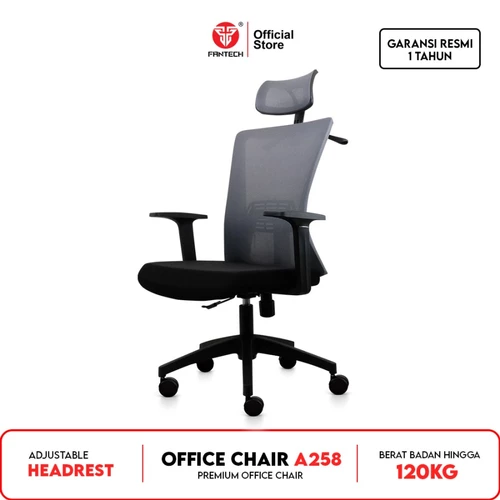 FANTECH
Official
Store
GARANSI RESMI
1 TAHUN
ADJUSTABLE
HEADREST
OFFICE CHAIR A258
PREMIUM OFFICE CHAIR
BERAT BADAN HINGGA
120KG